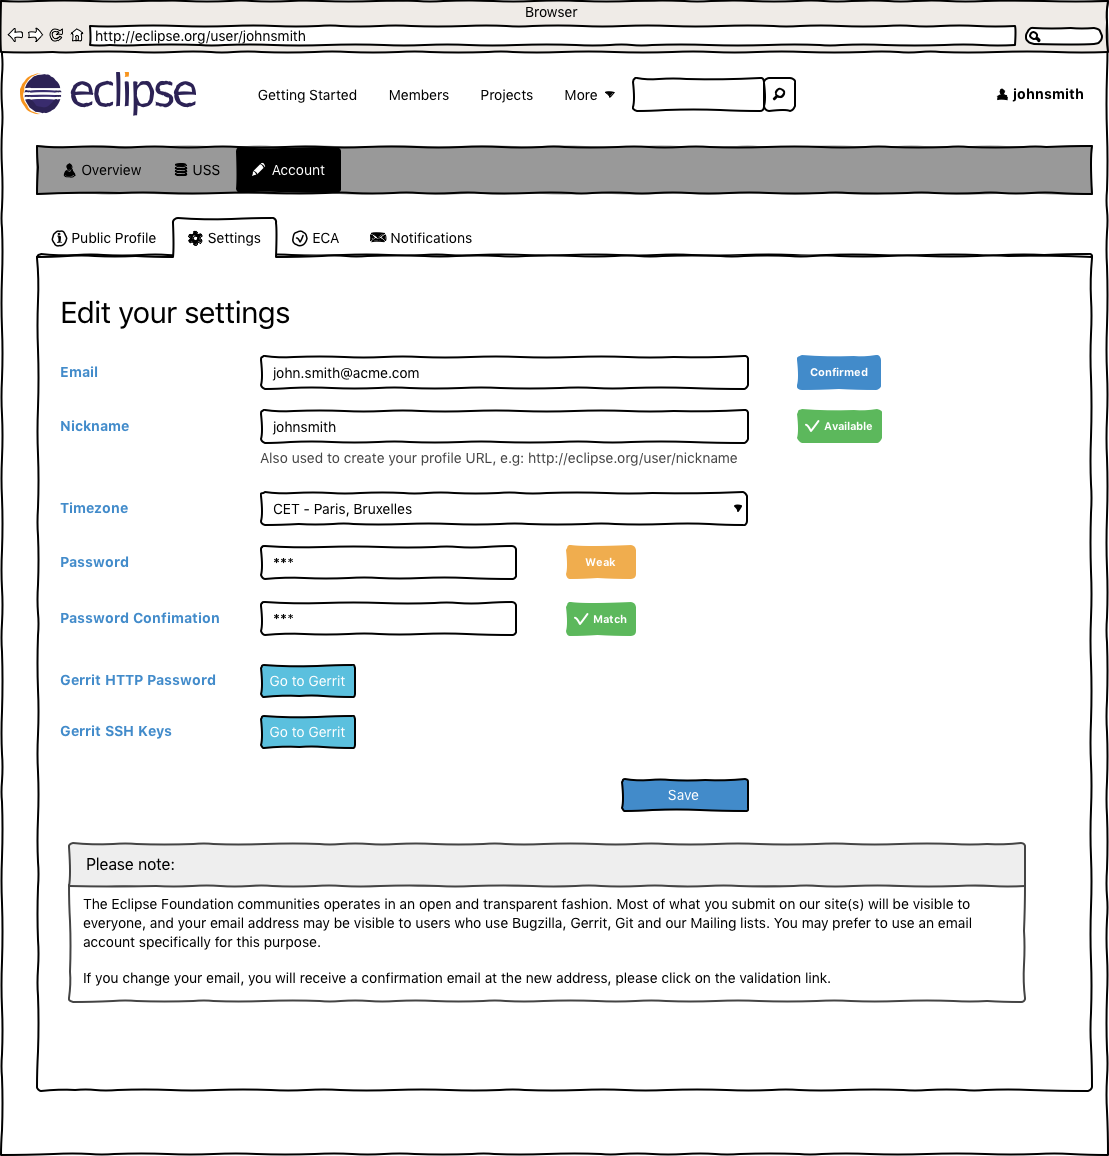 Browser
http://eclipse.org/user/johnsmith
eclipse
Getting Started Members Projects More
johnsmith
Overview USS Account
Public Profile Settings ECA Notifications
Edit your settings
Email john.smith@acme.com Confirmed
Nickname johnsmith Available
Also used to create your profile URL, e.g: http://eclipse.org/user/nickname
Timezone CET - Paris, Bruxelles
Password *** Weak
Password Confimation *** Match
Gerrit HTTP Password Go to Gerrit
Gerrit SSH Keys Go to Gerrit
Save
Please note:
The Eclipse Foundation communities operates in an open and transparent fashion. Most of what you submit on our site(s) will be visible to
everyone, and your email address may be visible to users who use Bugzilla, Gerrit, Git and our Mailing lists. You may prefer to use an email
account specifically for this purpose.
If you change your email, you will receive a confirmation email at the new address, please click on the validation link.